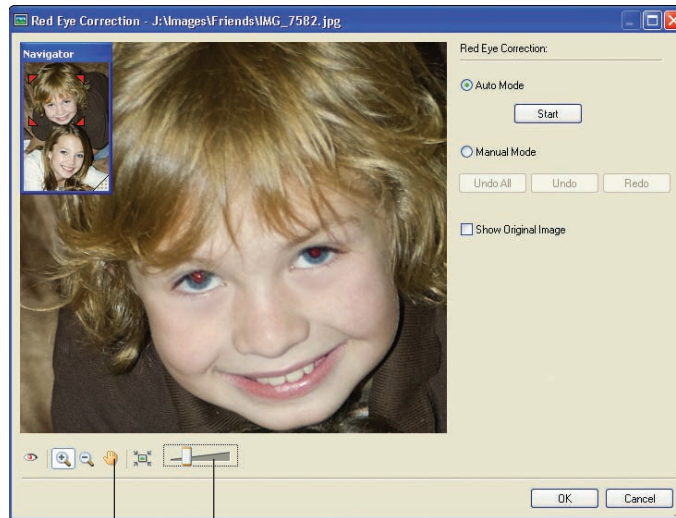 Red Eye Correction - J:\Images\Friends\IMG_7582.jpg
Navigator
Red Eye Correction:
Auto Mode
Start
Manual Mode
Undo All
Undo
Redo
Show Original Image
OK
Cancel